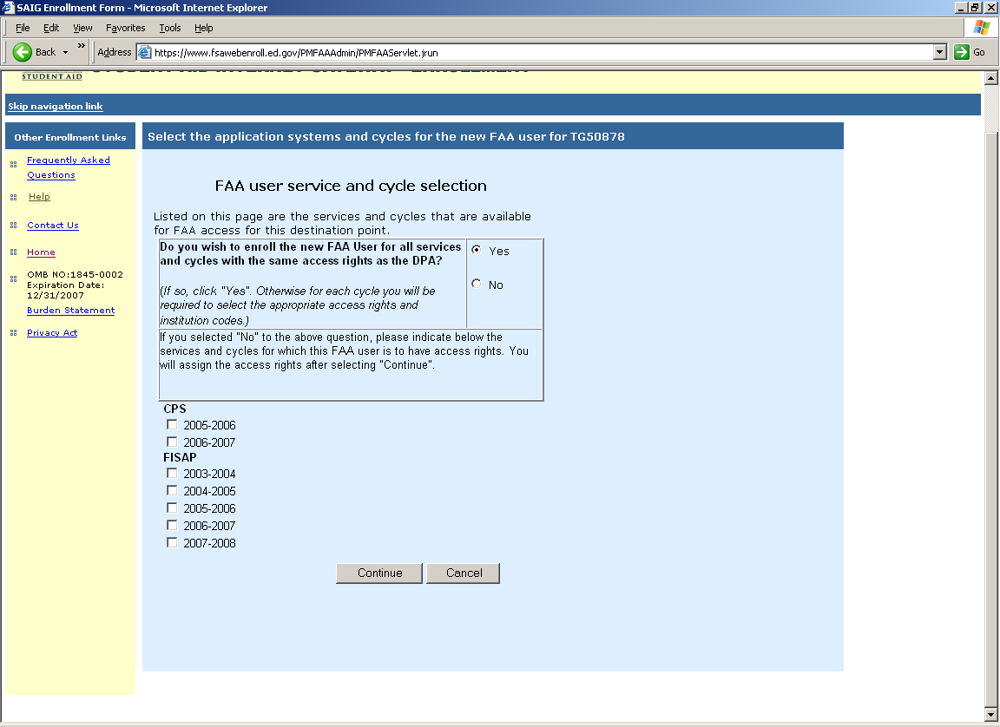 SAIG Enrollment Form - Microsoft Internet Explorer
File Edit View Favorites Tools Help
Back » Address https://www.fsawebenroll.ed.gov/PMFAAAdmin/PMFAAServlet.jrun Go
STUDENT AID STUDENT AID INTERNET GATEWAY - ENROLLMENT
Skip navigation link
Other Enrollment Links
Frequently Asked
Questions
Help
Contact Us
Home
OMB NO:1845-0002
Expiration Date:
12/31/2007
Burden Statement
Privacy Act
Select the application systems and cycles for the new FAA user for TG50878
FAA user service and cycle selection
Listed on this page are the services and cycles that are available
for FAA access for this destination point.
Do you wish to enroll the new FAA User for all services
and cycles with the same access rights as the DPA?
(If so, click "Yes". Otherwise for each cycle you will be
required to select the appropriate access rights and
institution codes.)
Yes
No
If you selected "No" to the above question, please indicate below the
services and cycles for which this FAA user is to have access rights. You
will assign the access rights after selecting "Continue".
CPS
2005-2006
2006-2007
FISAP
2003-2004
2004-2005
2005-2006
2006-2007
2007-2008
Continue Cancel